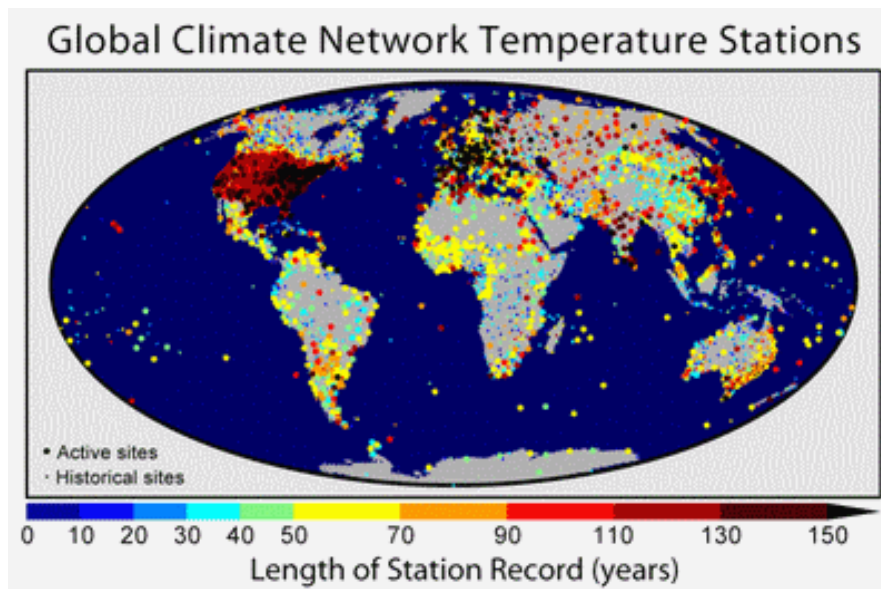 Global Climate Network Temperature Stations
• Active sites
· Historical sites
0 10 20 30 40 50 70 90 110 130 150
Length of Station Record (years)